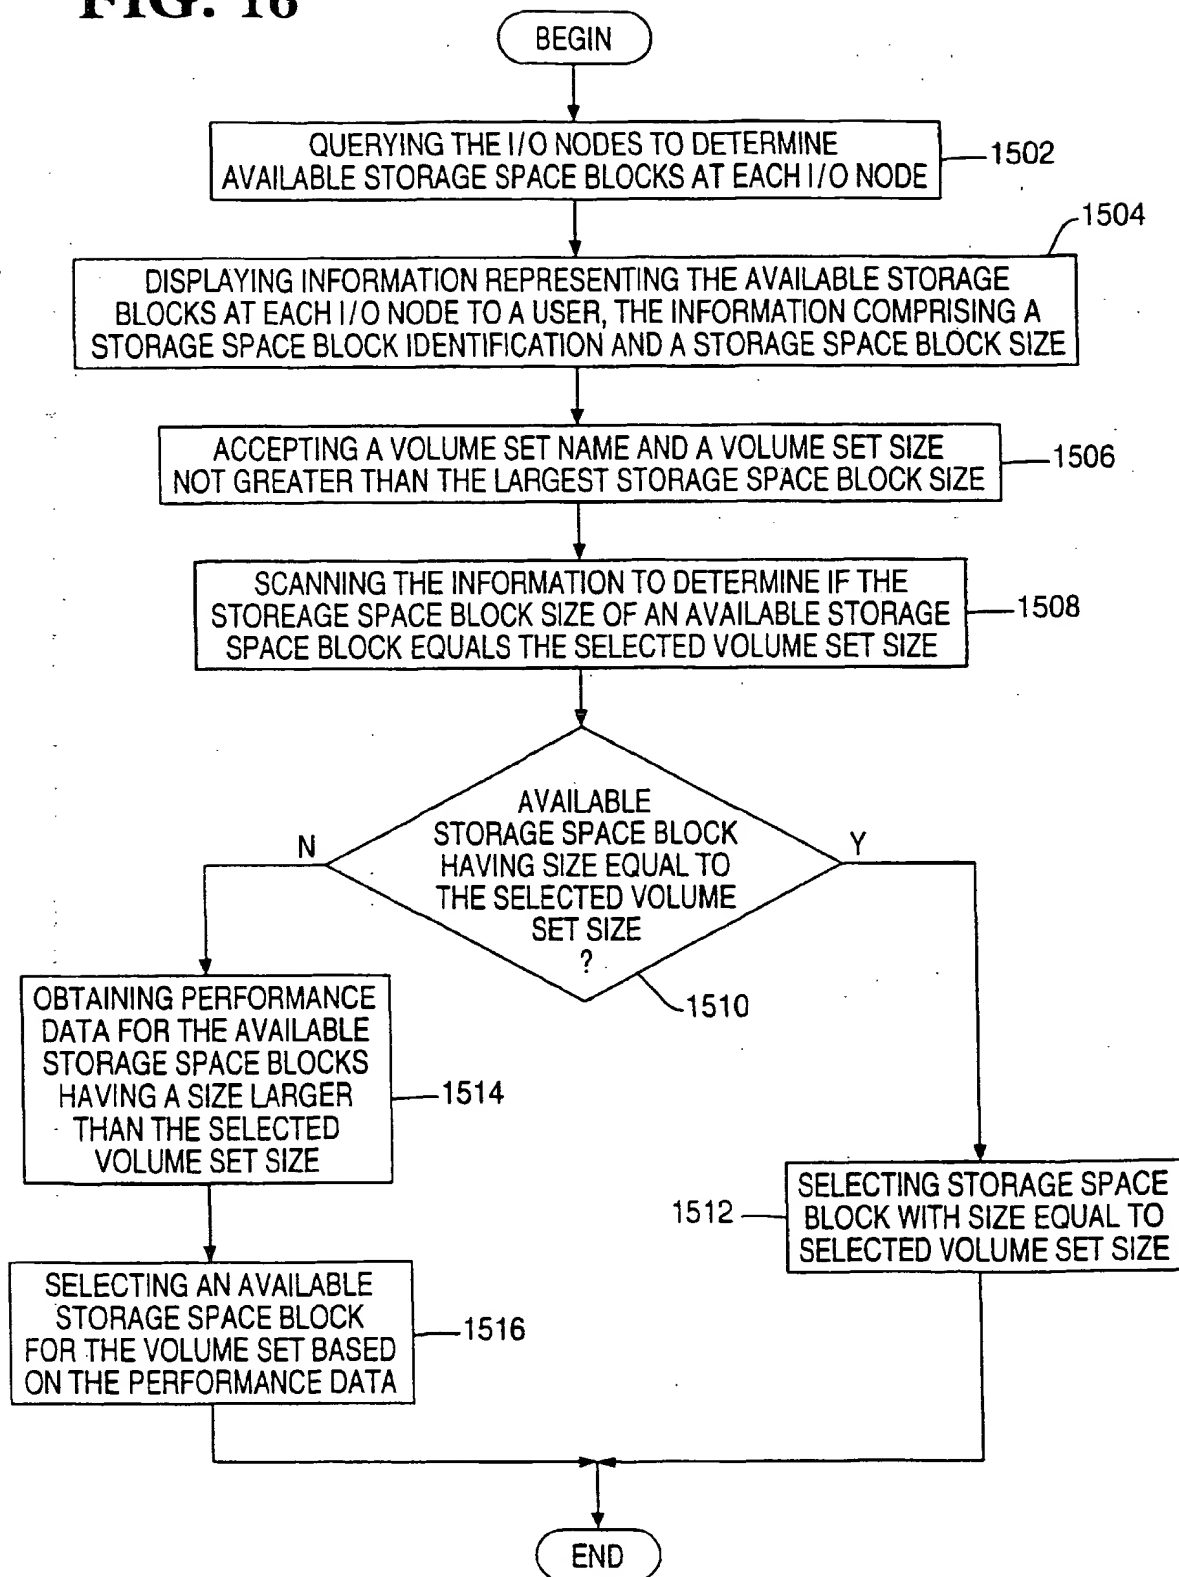 FIG. 16
BEGIN
QUERYING THE I/O NODES TO DETERMINE
AVAILABLE STORAGE SPACE BLOCKS AT EACH I/O NODE
1502
1504
DISPLAYING INFORMATION REPRESENTING THE AVAILABLE STORAGE
BLOCKS AT EACH I/O NODE TO A USER, THE INFORMATION COMPRISING A
STORAGE SPACE BLOCK IDENTIFICATION AND A STORAGE SPACE BLOCK SIZE
ACCEPTING A VOLUME SET NAME AND A VOLUME SET SIZE
NOT GREATER THAN THE LARGEST STORAGE SPACE BLOCK SIZE
1506
SCANNING THE INFORMATION TO DETERMINE IF THE
STOREAGE SPACE BLOCK SIZE OF AN AVAILABLE STORAGE
SPACE BLOCK EQUALS THE SELECTED VOLUME SET SIZE
1508
AVAILABLE
STORAGE SPACE BLOCK
HAVING SIZE EQUAL TO
THE SELECTED VOLUME
SET SIZE
?
N
Y
1510
OBTAINING PERFORMANCE
DATA FOR THE AVAILABLE
STORAGE SPACE BLOCKS
HAVING A SIZE LARGER
THAN THE SELECTED
VOLUME SET SIZE
1514
1512
SELECTING STORAGE SPACE
BLOCK WITH SIZE EQUAL TO
SELECTED VOLUME SET SIZE
SELECTING AN AVAILABLE
STORAGE SPACE BLOCK
FOR THE VOLUME SET BASED
ON THE PERFORMANCE DATA
1516
END